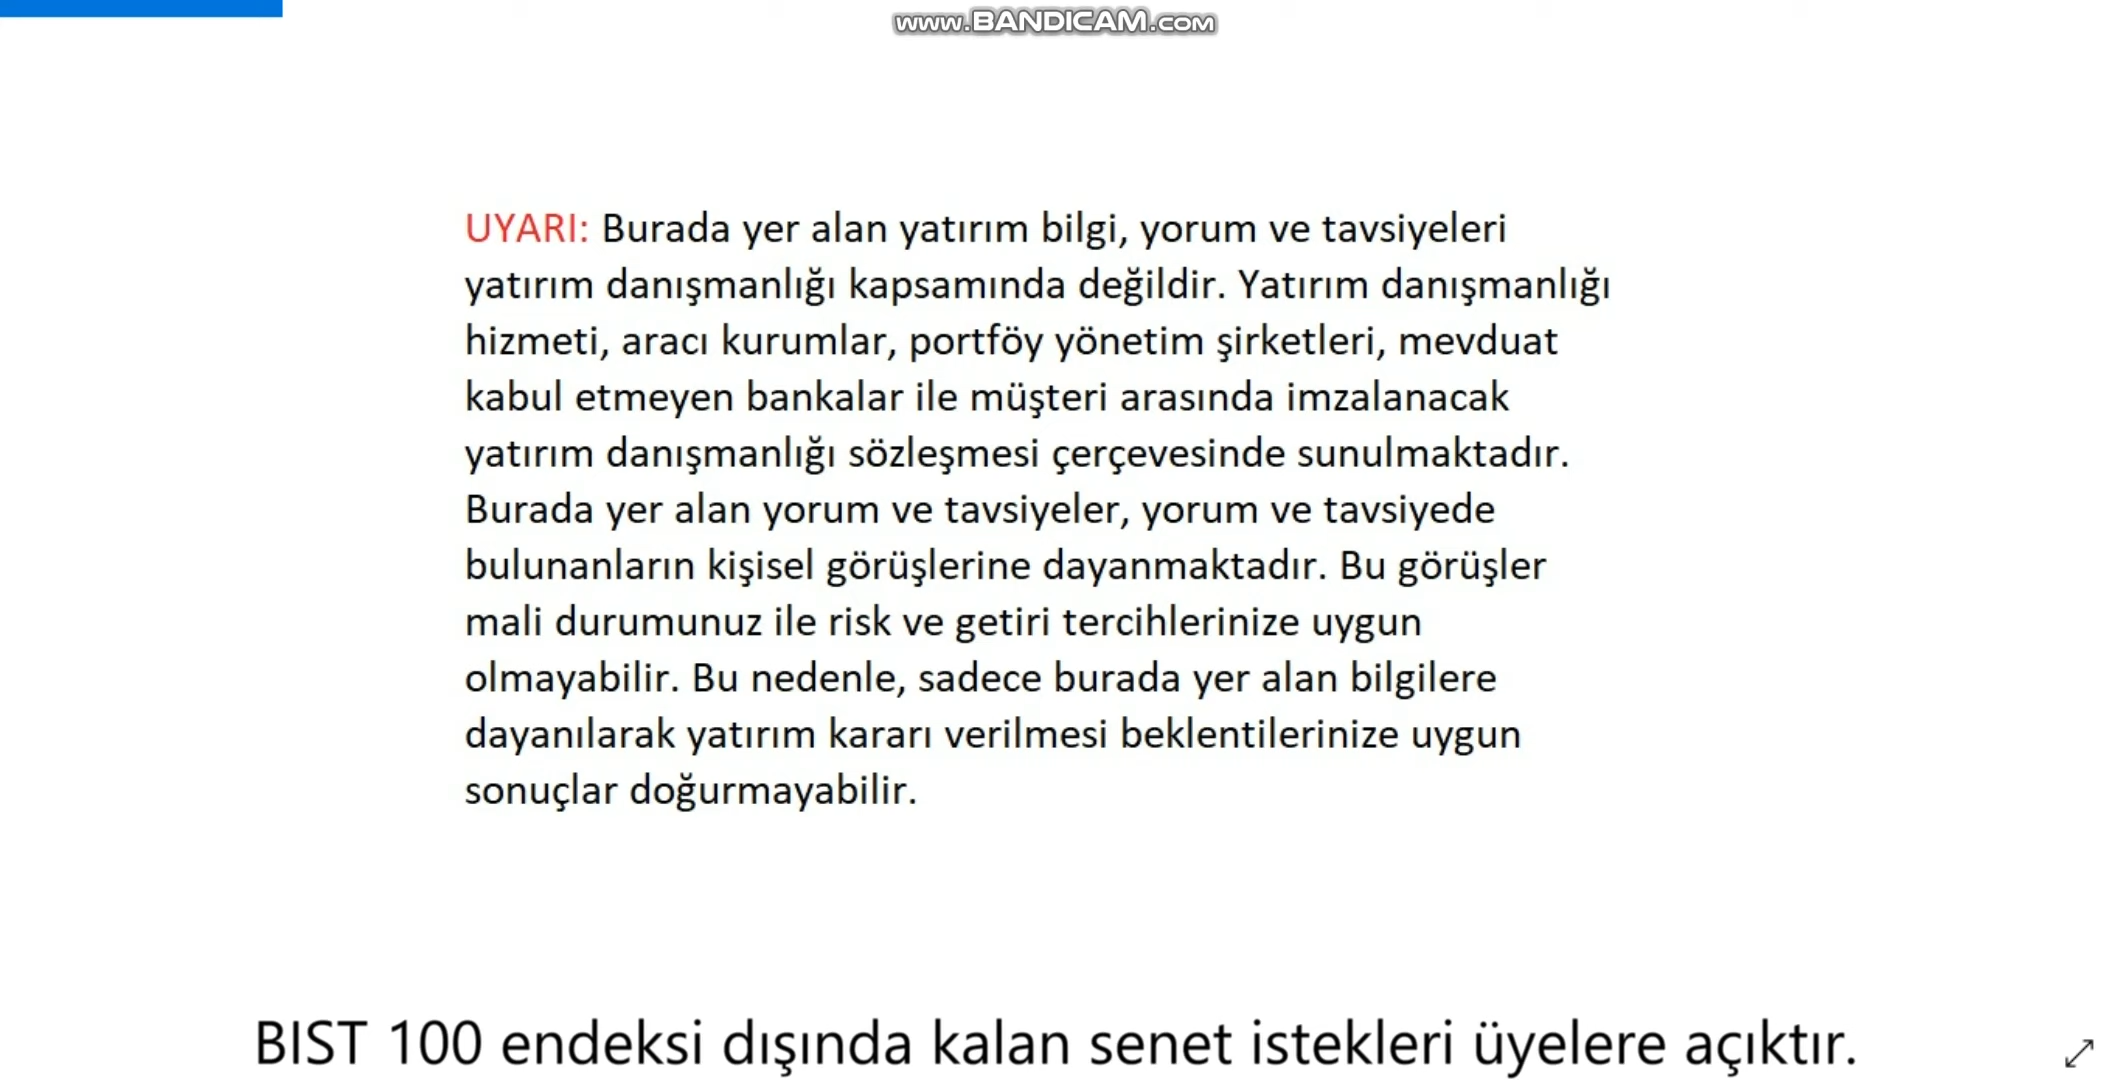 www.BANDICAM.com
UYARI: Burada yer alan yatırım bilgi, yorum ve tavsiyeleri
yatırım danışmanlığı kapsamında değildir. Yatırım danışmanlığı
hizmeti, aracı kurumlar, portföy yönetim şirketleri, mevduat
kabul etmeyen bankalar ile müşteri arasında imzalanacak
yatırım danışmanlığı sözleşmesi çerçevesinde sunulmaktadır.
Burada yer alan yorum ve tavsiyeler, yorum ve tavsiyede
bulunanların kişisel görüşlerine dayanmaktadır. Bu görüşler
mali durumunuz ile risk ve getiri tercihlerinize uygun
olmayabilir. Bu nedenle, sadece burada yer alan bilgilere
dayanılarak yatırım kararı verilmesi beklentilerinize uygun
sonuçlar doğurmayabilir.
BIST 100 endeksi dışında kalan senet istekleri üyelere açıktır.